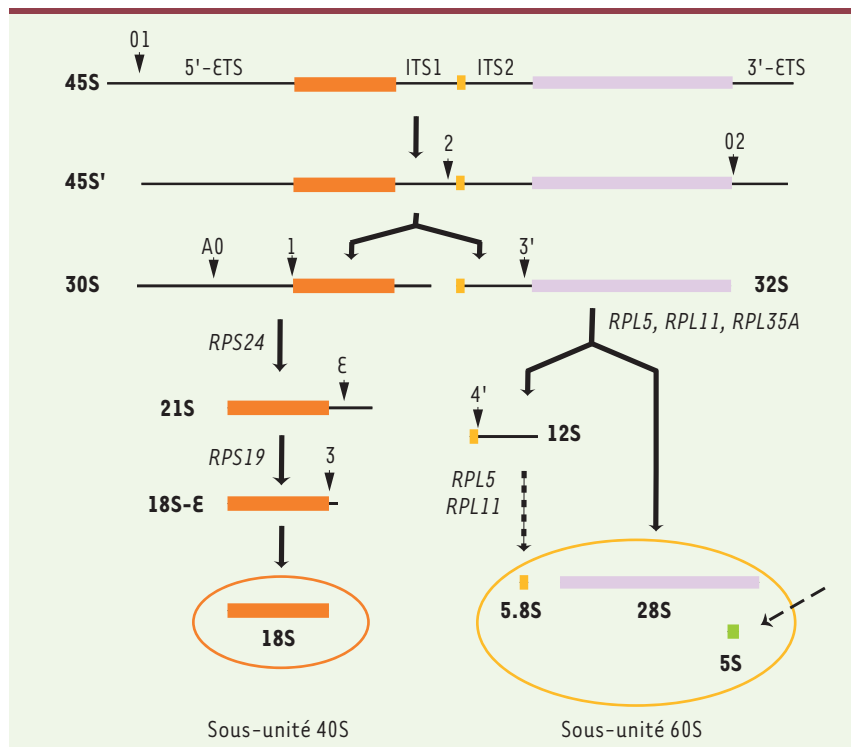 01
5'-ETS ITS1 ITS2 3'-ETS
45S
2 02
45S'
A0 1 3'
30S 32S
RPL5, RPL11, RPL35A
RPS24
E
21S
4'
12S
RPS19 3
RPL5
RPL11
18S-E
5.8S 28S
18S
5S
Sous-unité 40S Sous-unité 60S